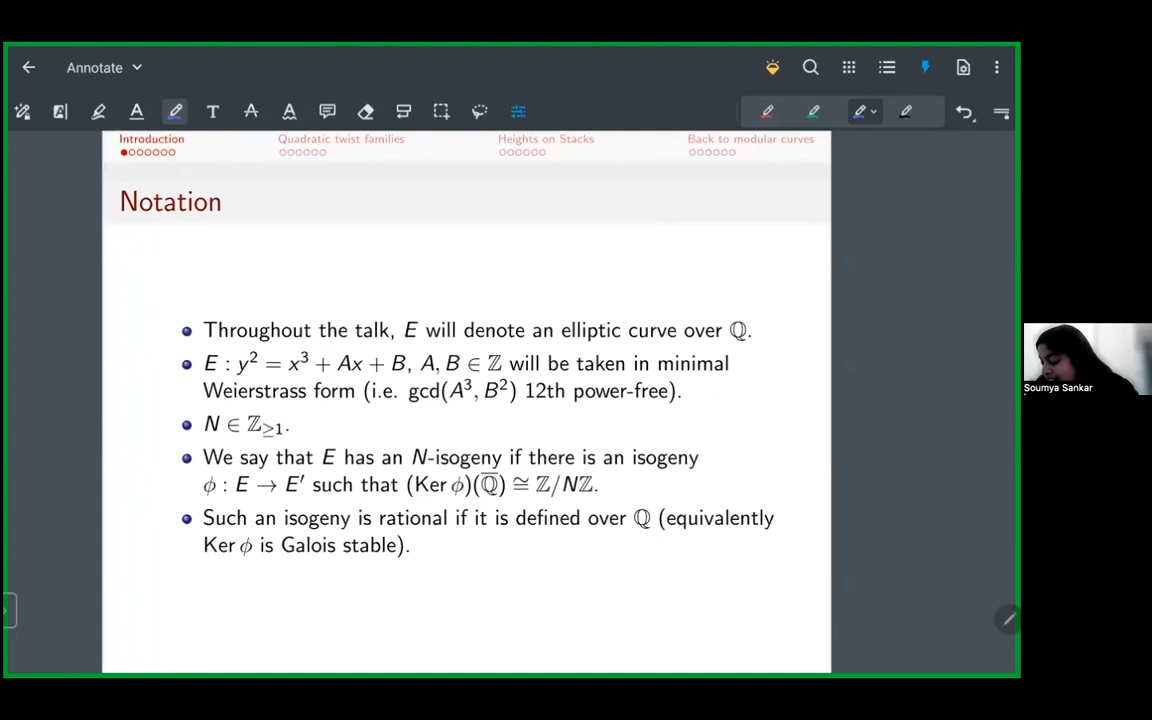 Annotate
Introduction Quadratic twist families Heights on Stacks Back to modular curves
Notation
Throughout the talk, E will denote an elliptic curve over ℚ.
E : y² = x³ + Ax + B, A, B ∈ ℤ will be taken in minimal
Weierstrass form (i.e. gcd(A³, B²) 12th power-free).
N ∈ ℤ≥1.
We say that E has an N-isogeny if there is an isogeny
ϕ : E → E′ such that (Ker ϕ)(ℚ̅) ≅ ℤ/Nℤ.
Such an isogeny is rational if it is defined over ℚ (equivalently
Ker ϕ is Galois stable).
Soumya Sankar